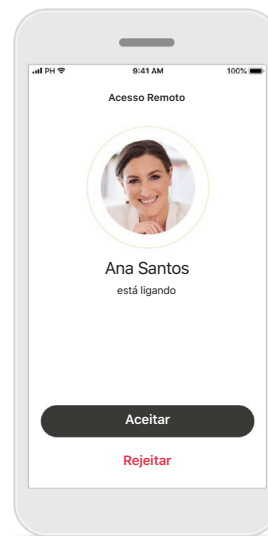 PH 9:41 AM 100%
Acesso Remoto
Ana Santos
está ligando
Aceitar
Rejeitar